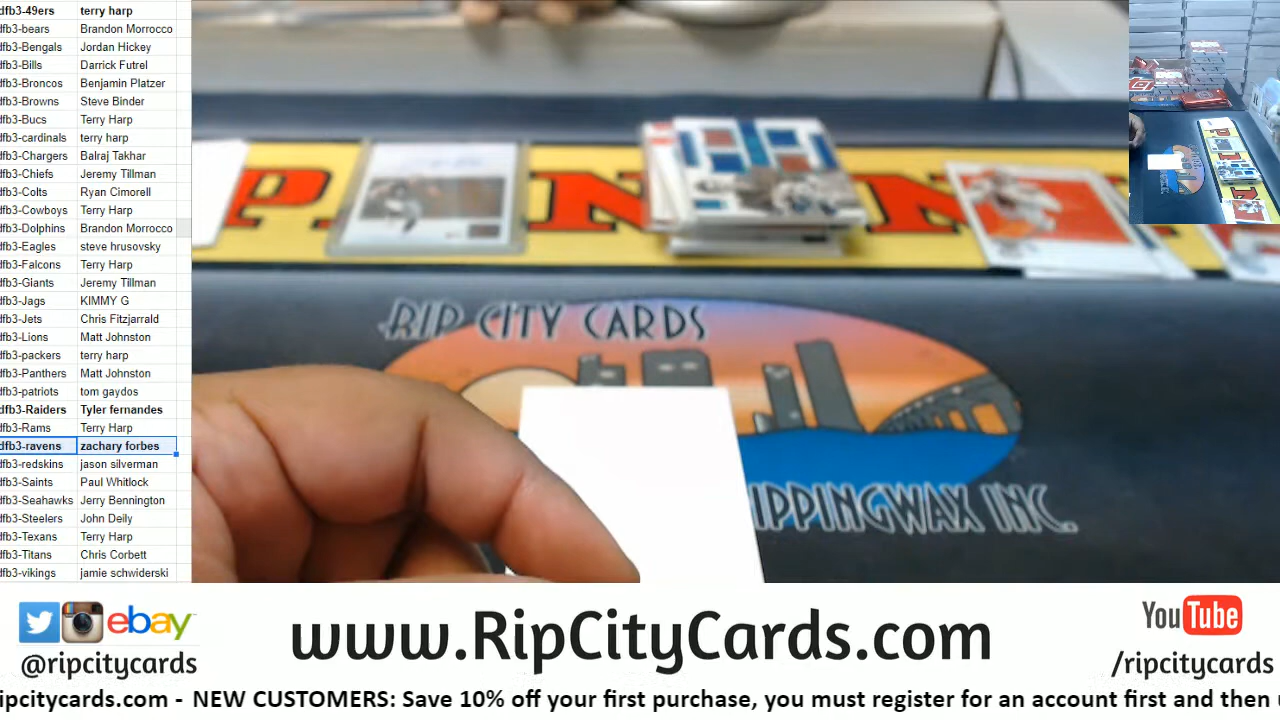 dfb3-49ers terry harp
dfb3-bears Brandon Morrocco
dfb3-Bengals Jordan Hickey
dfb3-Bills Darrick Futrel
dfb3-Broncos Benjamin Platzer
dfb3-Browns Steve Binder
dfb3-Bucs Terry Harp
dfb3-cardinals terry harp
dfb3-Chargers Balraj Takhar
dfb3-Chiefs Jeremy Tillman
dfb3-Colts Ryan Cimorell
dfb3-Cowboys Terry Harp
dfb3-Dolphins Brandon Morrocco
dfb3-Eagles steve hrusovsky
dfb3-Falcons Terry Harp
dfb3-Giants Jeremy Tillman
dfb3-Jags KIMMY G
dfb3-Jets Chris Fitzjarrald
dfb3-Lions Matt Johnston
dfb3-packers terry harp
dfb3-Panthers Matt Johnston
dfb3-patriots tom gaydos
dfb3-Raiders Tyler fernandes
dfb3-Rams Terry Harp
dfb3-ravens zachary forbes
dfb3-redskins jason silverman
dfb3-Saints Paul Whitlock
dfb3-Seahawks Jerry Bennington
dfb3-Steelers John Deily
dfb3-Texans Terry Harp
dfb3-Titans Chris Corbett
dfb3-vikings jamie schwiderski
PANIN
RIP CITY CARDS
IPPINGWAX INC.
ebay
@ripcitycards
www.RipCityCards.com
YouTube
/ripcitycards
ripcitycards.com - NEW CUSTOMERS: Save 10% off your first purchase, you must register for an account first and then